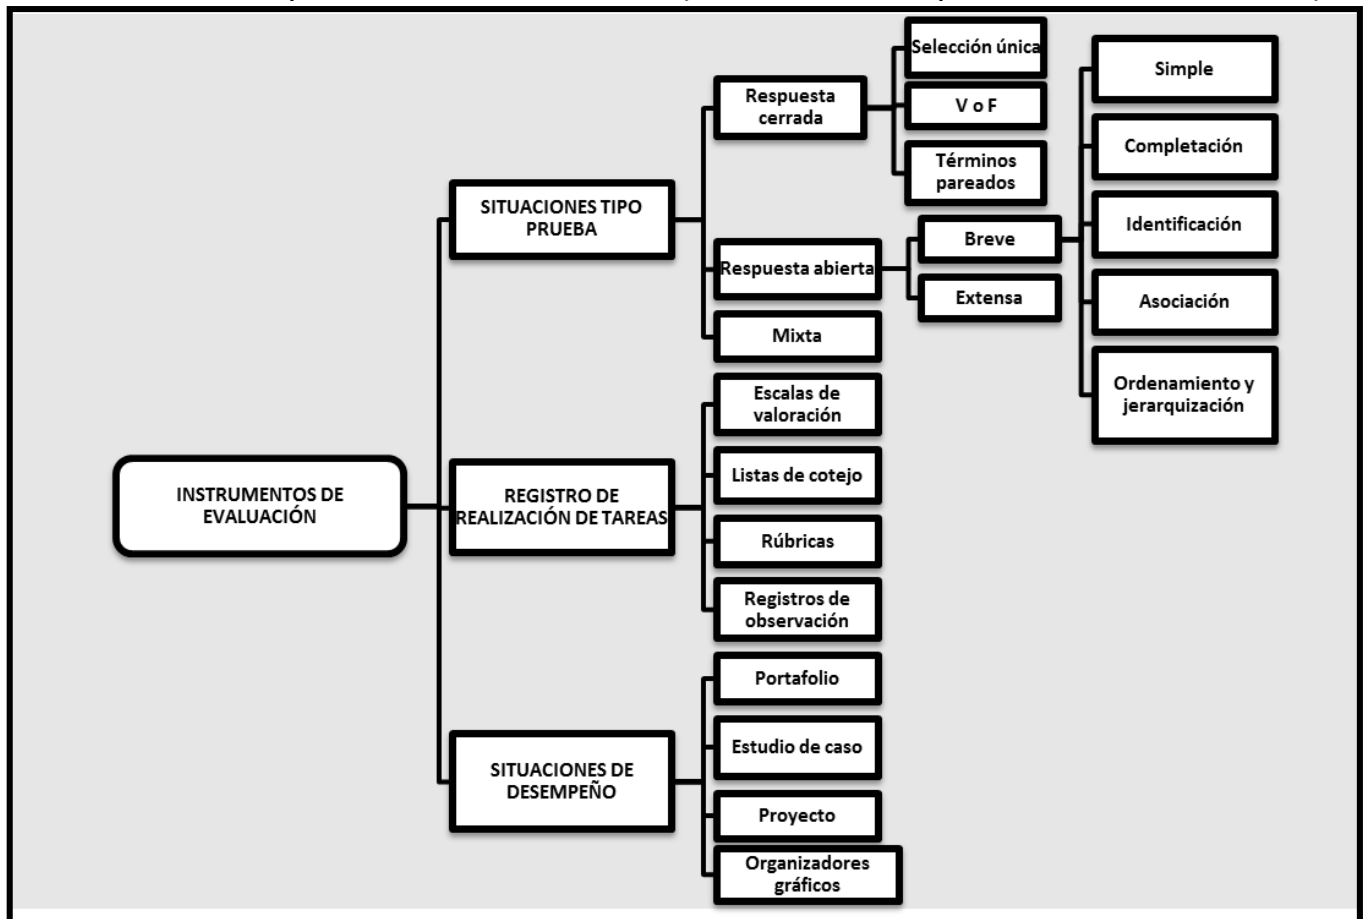 Selección única
Simple
Respuesta
cerrada
V o F
Completación
Términos
pareados
SITUACIONES TIPO
PRUEBA
Identificación
Breve
Respuesta abierta
Extensa
Asociación
Mixta
Ordenamiento y
jerarquización
Escalas de
valoración
Listas de cotejo
INSTRUMENTOS DE
EVALUACIÓN
REGISTRO DE
REALIZACIÓN DE TAREAS
Rúbricas
Registros de
observación
Portafolio
Estudio de caso
SITUACIONES DE
DESEMPEÑO
Proyecto
Organizadores
gráficos